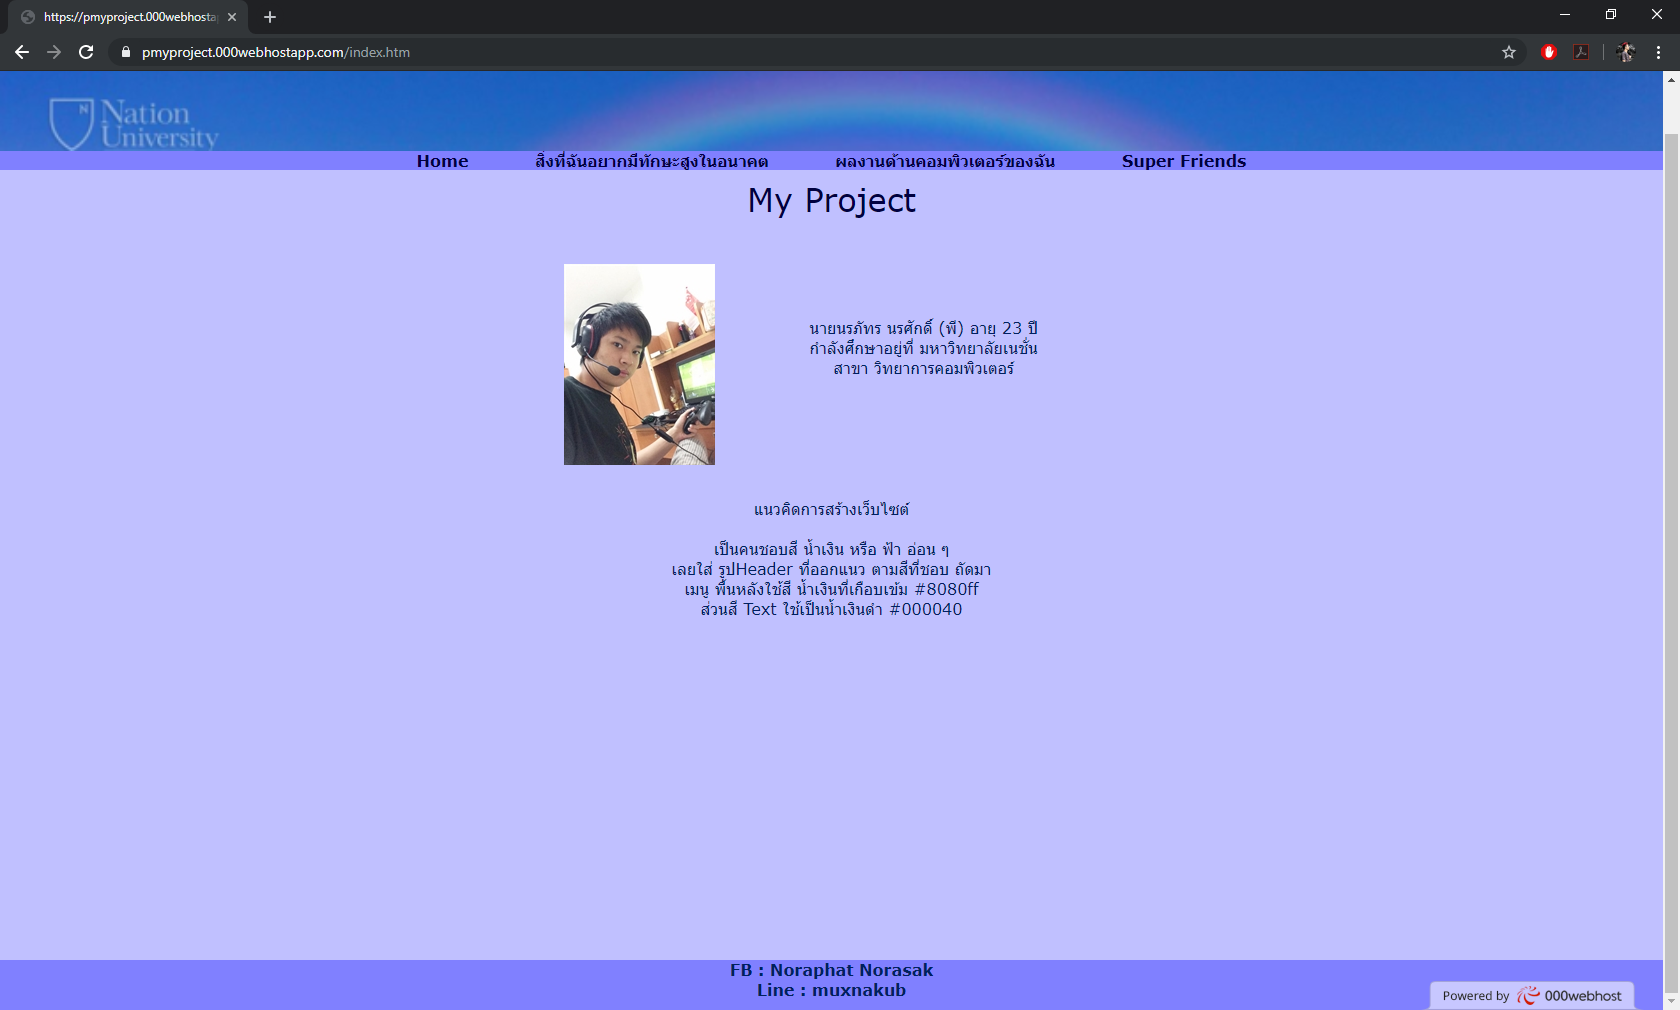 https://pmyproject.000webhosta
pmyproject.000webhostapp.com/index.htm
Nation
University
Home สิ่งที่ฉันอยากมีทักษะสูงในอนาคต ผลงานด้านคอมพิวเตอร์ของฉัน Super Friends
My Project
นายนรภัทร นรศักดิ์ (พี) อายุ 23 ปี
กำลังศึกษาอยู่ที่ มหาวิทยาลัยเนชั่น
สาขา วิทยาการคอมพิวเตอร์
แนวคิดการสร้างเว็บไซต์
เป็นคนชอบสี น้ำเงิน หรือ ฟ้า อ่อน ๆ
เลยใส่ รูปHeader ที่ออกแนว ตามสีที่ชอบ ถัดมา
เมนู พื้นหลังใช้สี น้ำเงินที่เกือบเข้ม #8080ff
ส่วนสี Text ใช้เป็นน้ำเงินดำ #000040
FB : Noraphat Norasak
Line : muxnakub
Powered by 000webhost